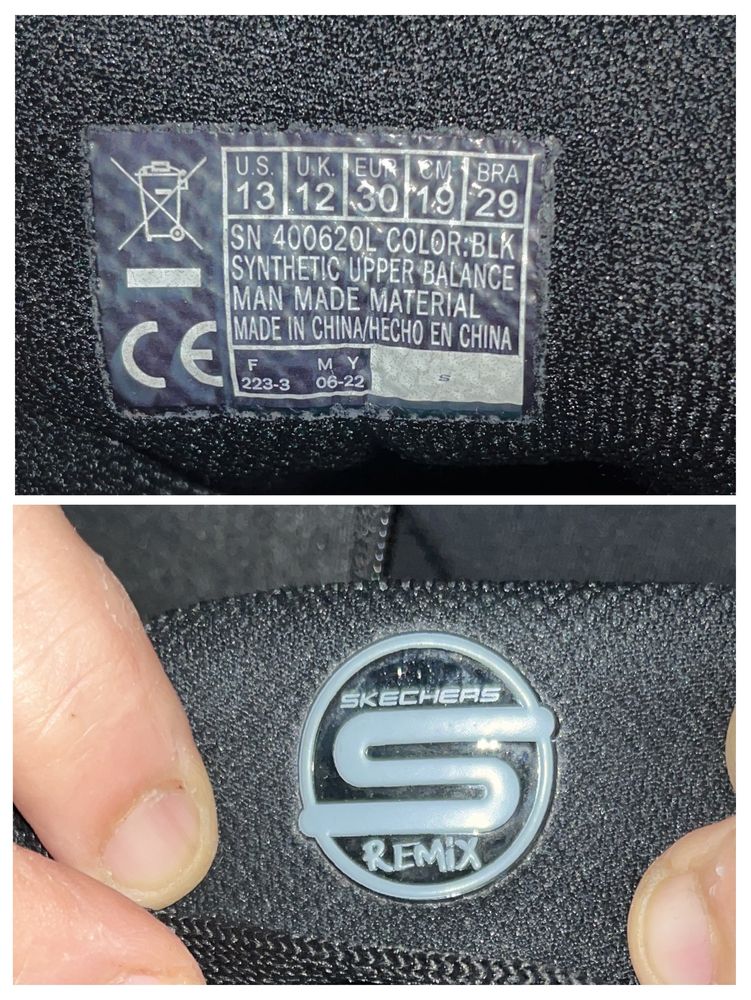 U.S. U.K. EUR CM BRA
13 12 30 19 29
SN 400620L COLOR:BLK
SYNTHETIC UPPER BALANCE
MAN MADE MATERIAL
MADE IN CHINA/HECHO EN CHINA
CE
F M Y
223-3 06-22 S
SKECHERS
S
REMIX